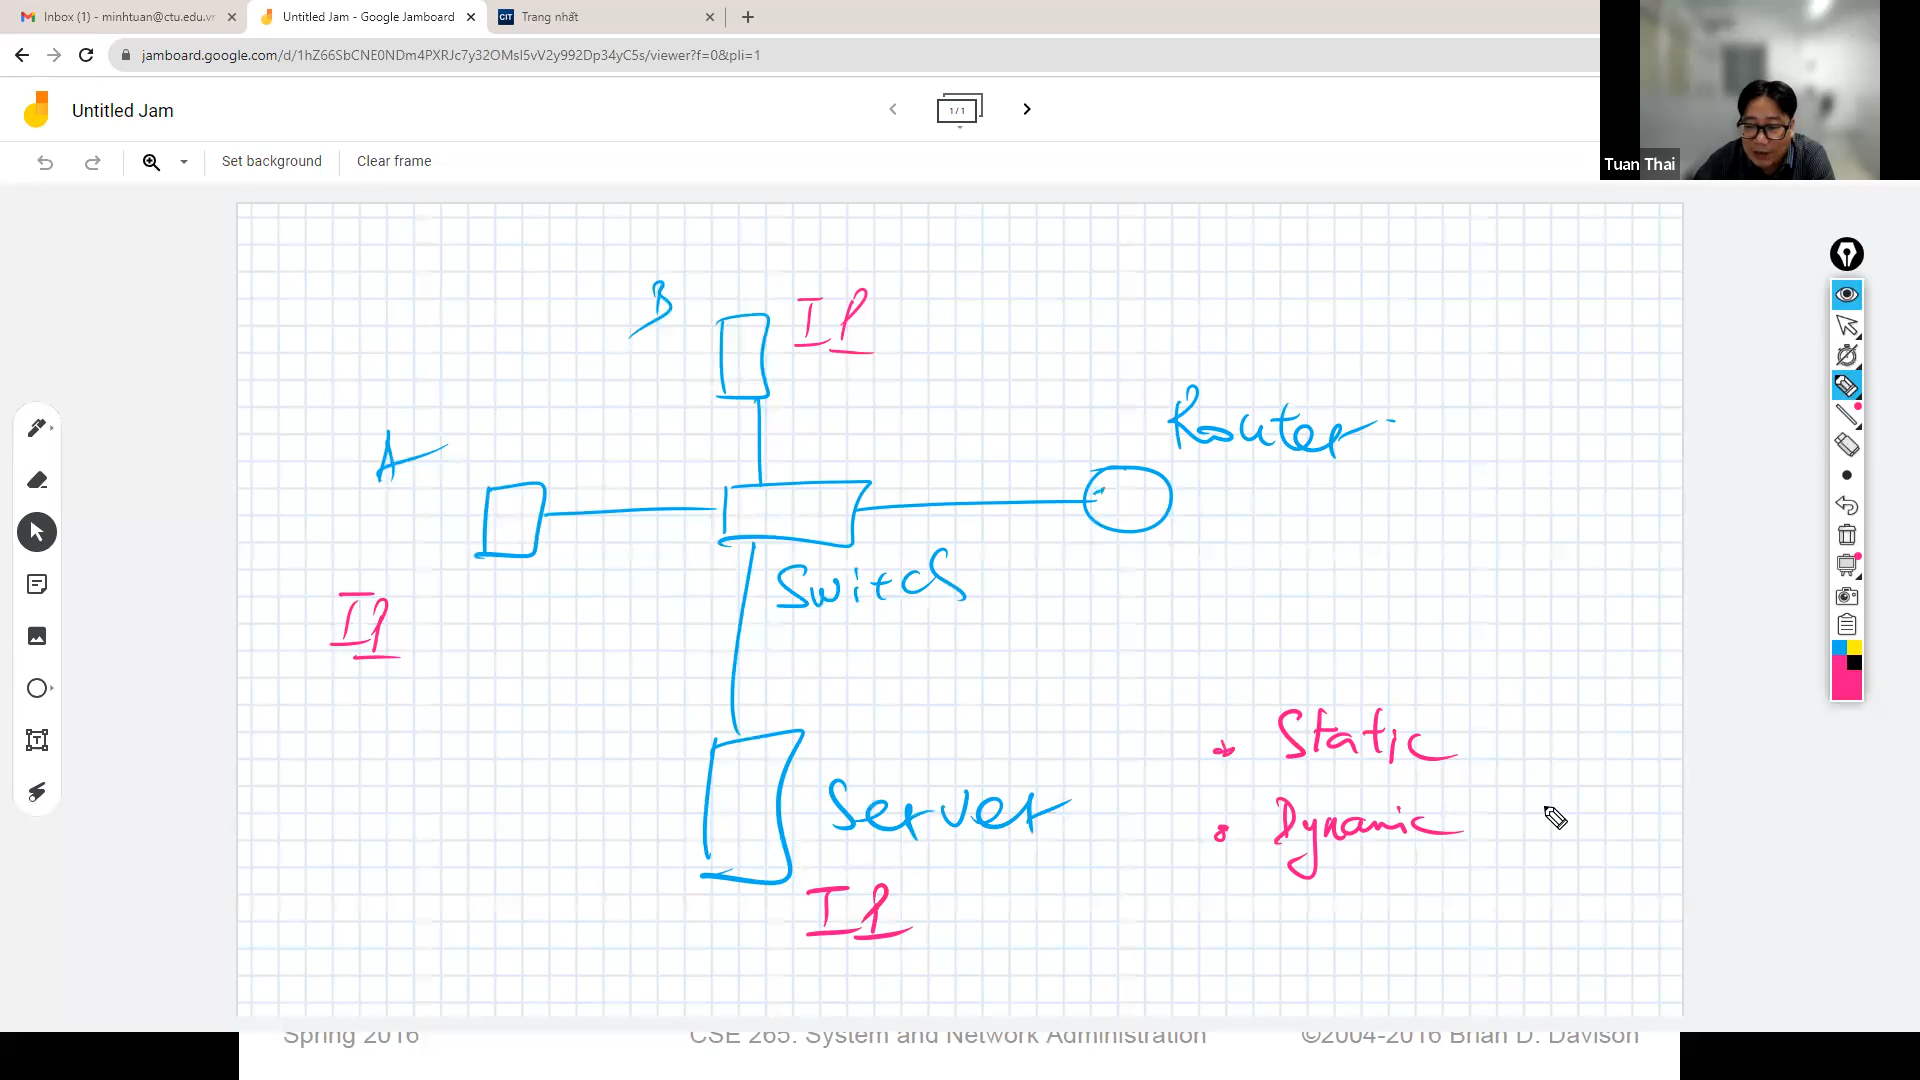 Inbox (1) - minhtuan@ctu.edu.vn
Untitled Jam - Google Jamboard
CIT
Trang nhất
jamboard.google.com/d/1hZ66SbCNE0NDm4PXRJc7y32OMsI5vV2y992Dp34yC5s/viewer?f=0&pli=1
Untitled Jam
1 / 1
Set background
Clear frame
Tuan Thai
B
IP
Router
A
Switch
IP
Static
Server
Dynamic
IP
Spring 2016
CSE 265: System and Network Administration
©2004-2016 Brian D. Davison